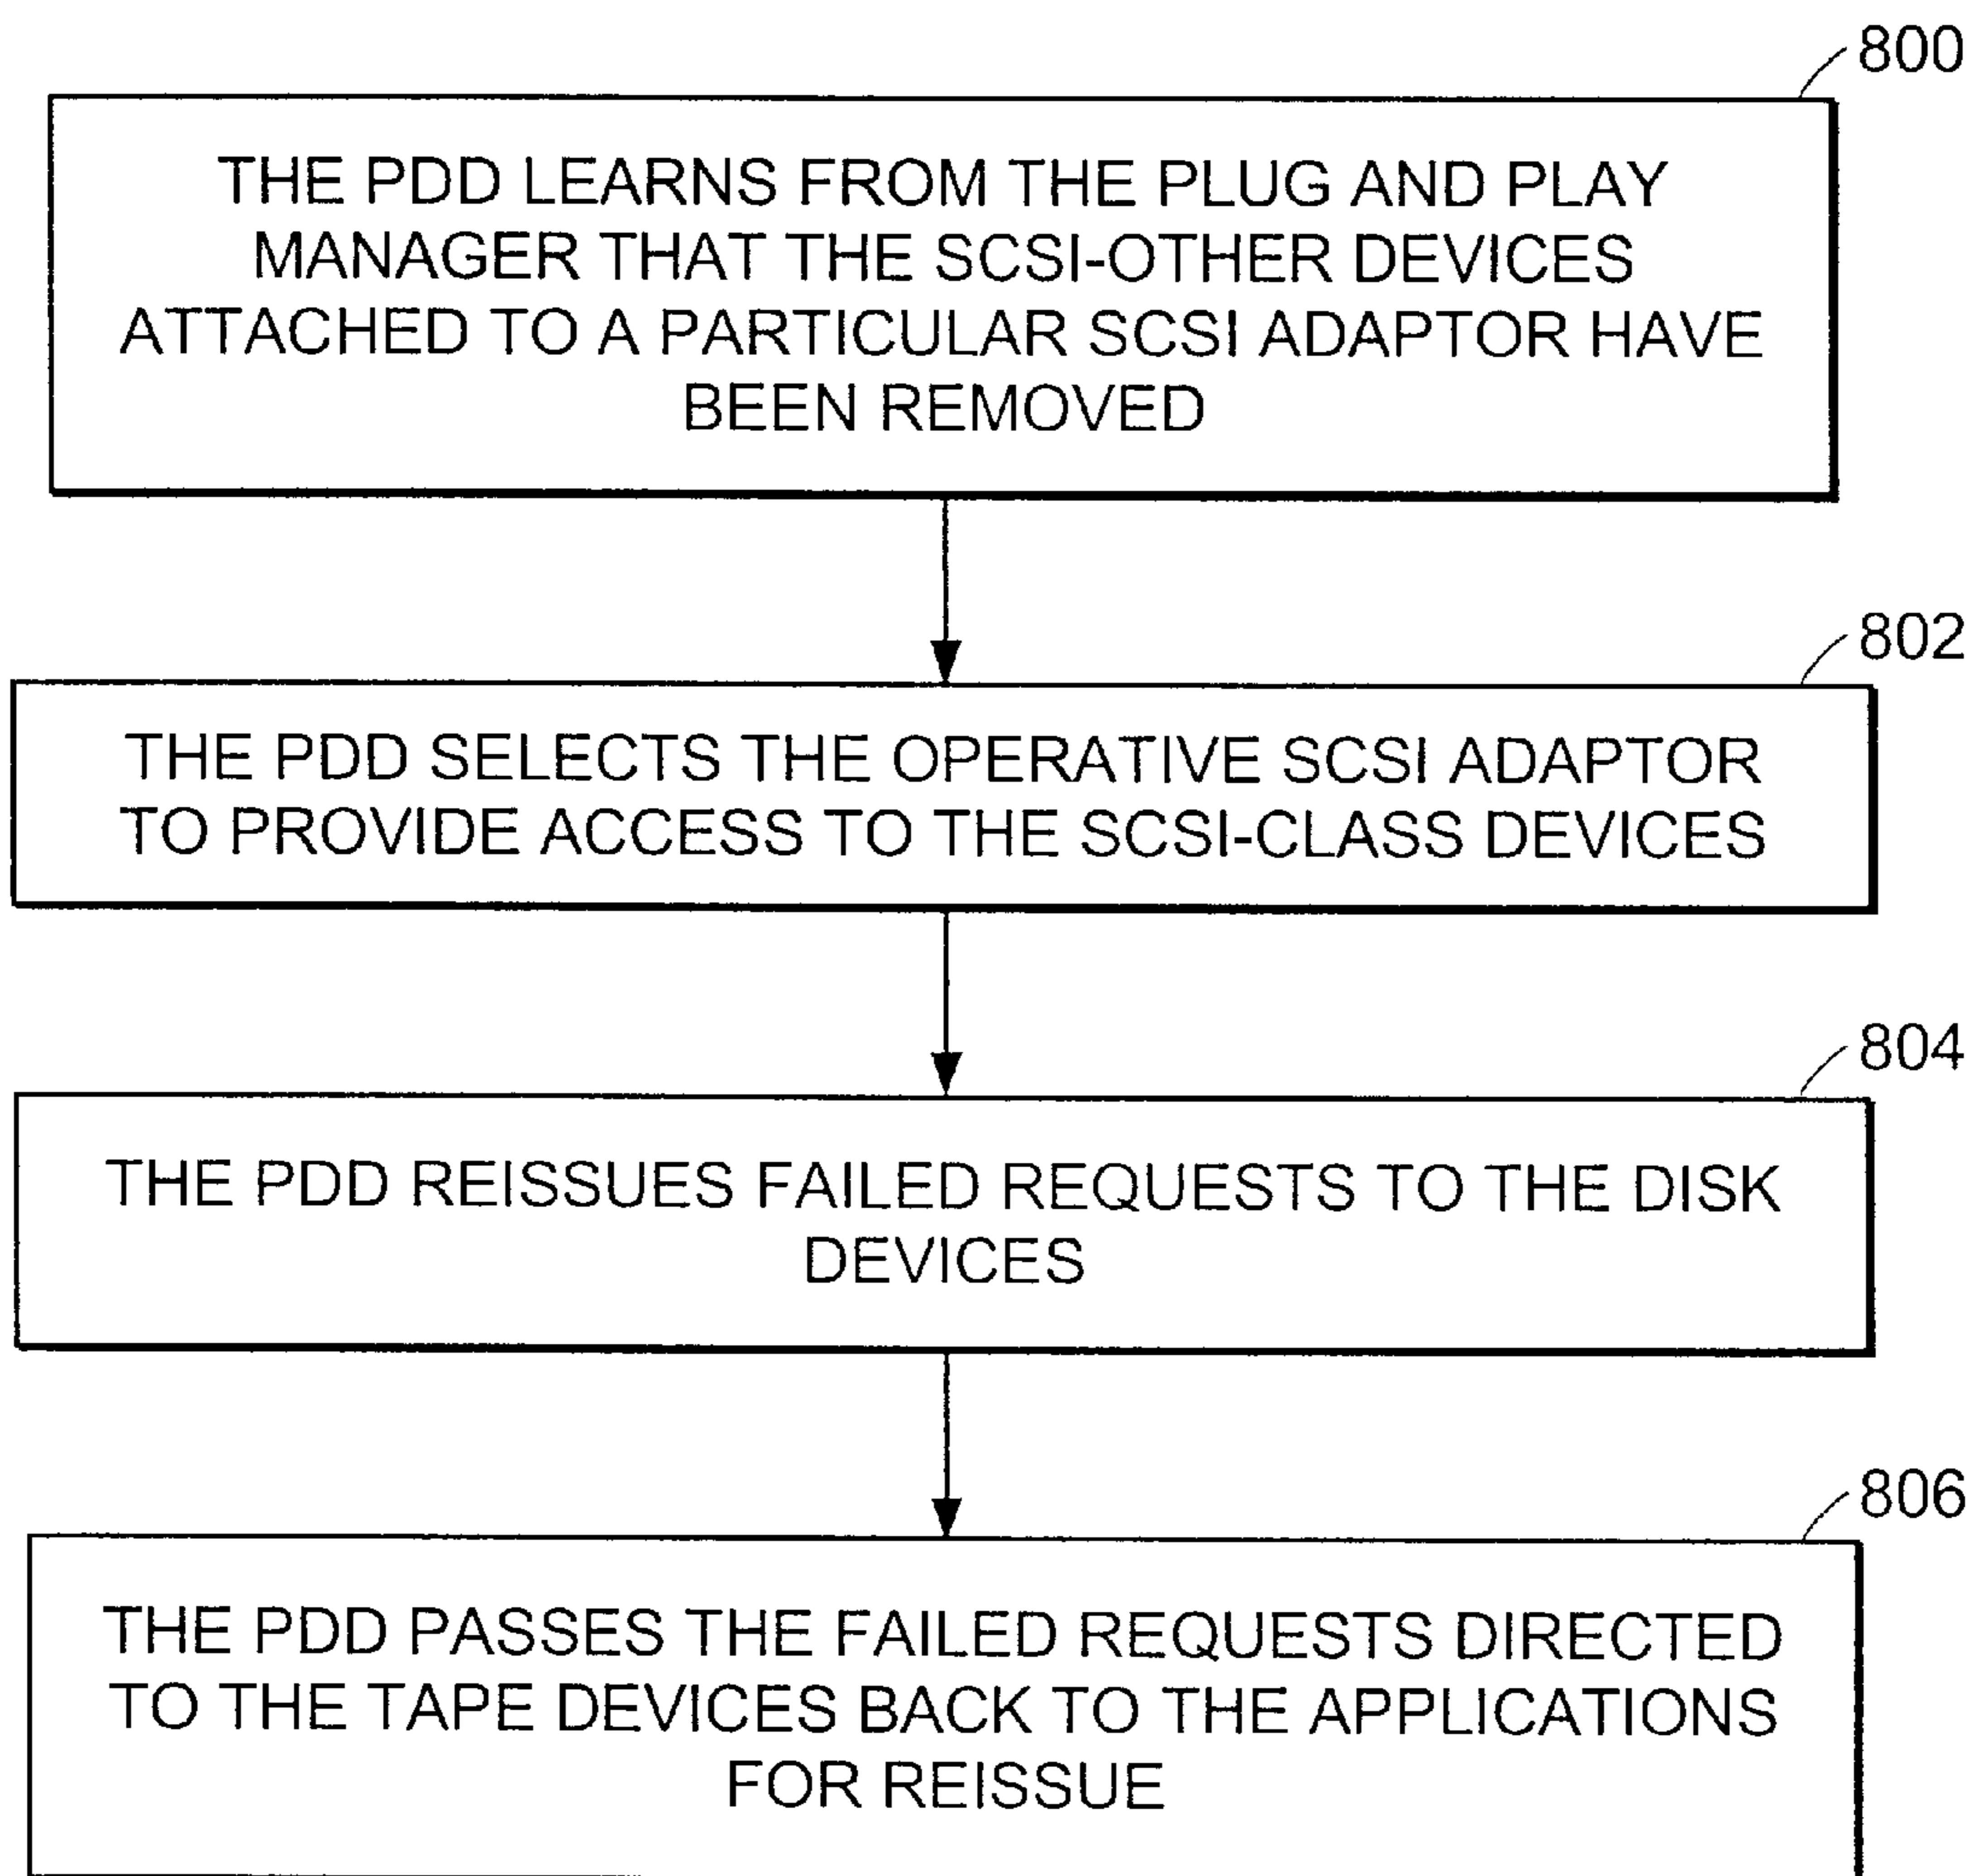 800
THE PDD LEARNS FROM THE PLUG AND PLAY
MANAGER THAT THE SCSI-OTHER DEVICES
ATTACHED TO A PARTICULAR SCSI ADAPTOR HAVE
BEEN REMOVED
802
THE PDD SELECTS THE OPERATIVE SCSI ADAPTOR
TO PROVIDE ACCESS TO THE SCSI-CLASS DEVICES
804
THE PDD REISSUES FAILED REQUESTS TO THE DISK
DEVICES
806
THE PDD PASSES THE FAILED REQUESTS DIRECTED
TO THE TAPE DEVICES BACK TO THE APPLICATIONS
FOR REISSUE